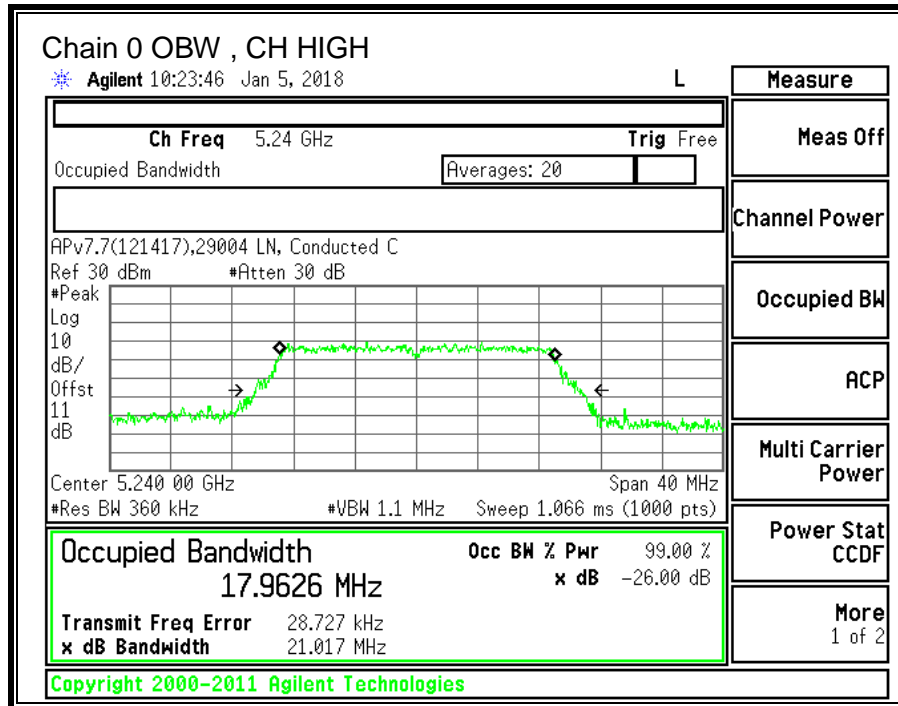 Chain 0 OBW , CH HIGH
Agilent 10:23:46 Jan 5, 2018 L
Measure
Ch Freq 5.24 GHz Trig Free
Meas Off
Occupied Bandwidth Averages: 20
Channel Power
APv7.7(121417),29004 LN, Conducted C
Ref 30 dBm #Atten 30 dB
#Peak
Log
10
dB/
Offst
11
dB
Occupied BW
ACP
Multi Carrier
Power
Center 5.240 00 GHz Span 40 MHz
#Res BW 360 kHz #VBW 1.1 MHz Sweep 1.066 ms (1000 pts)
Power Stat
CCDF
Occupied Bandwidth Occ BW % Pwr 99.00 %
17.9626 MHz x dB -26.00 dB
Transmit Freq Error 28.727 kHz
x dB Bandwidth 21.017 MHz
More
1 of 2
Copyright 2000-2011 Agilent Technologies